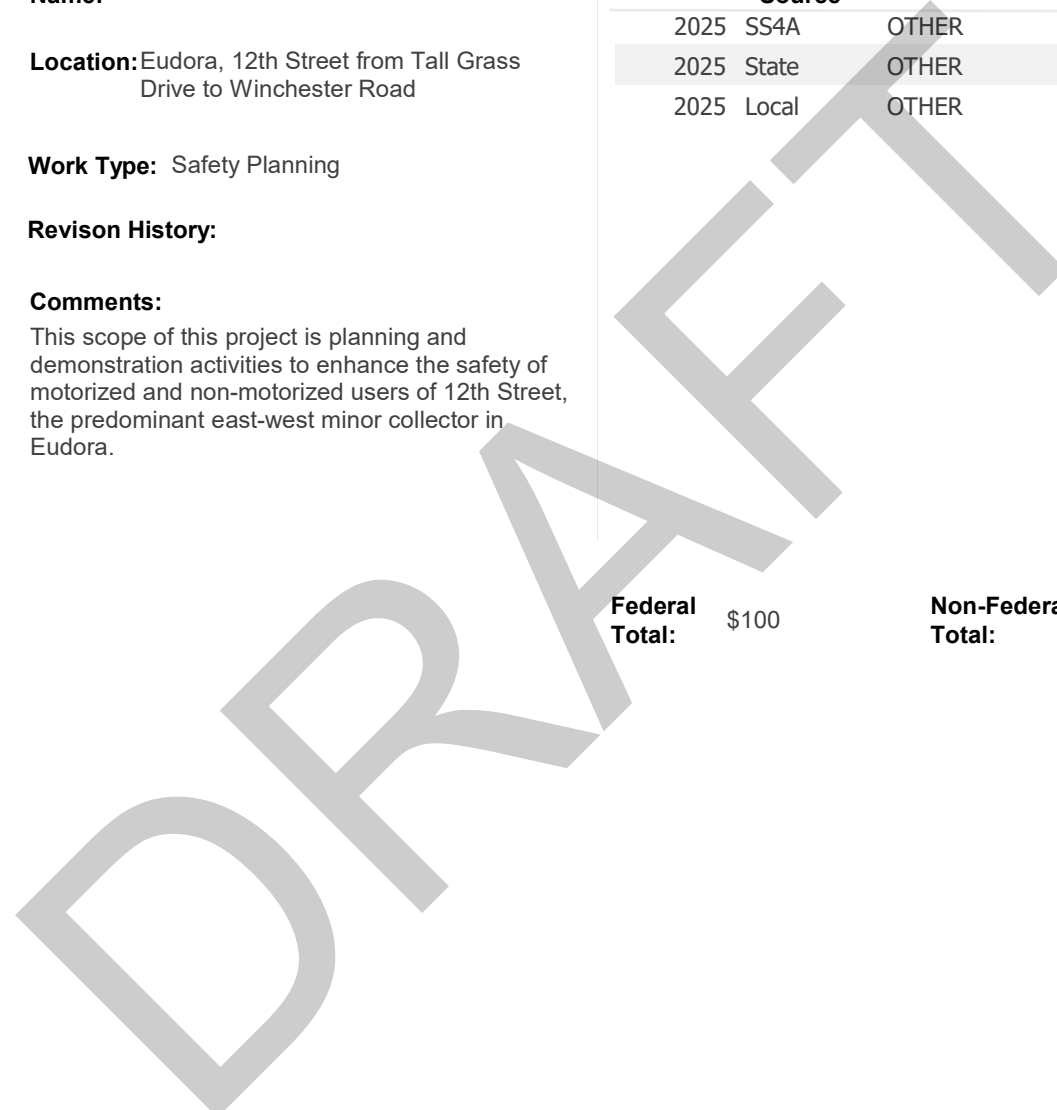 Name:
Source
2025 SS4A OTHER
2025 State OTHER
2025 Local OTHER
Location: Eudora, 12th Street from Tall Grass
Drive to Winchester Road
Work Type: Safety Planning
Revison History:
Comments:
This scope of this project is planning and
demonstration activities to enhance the safety of
motorized and non-motorized users of 12th Street,
the predominant east-west minor collector in
Eudora.
Federal
Total: $100
Non-Federa
Total:
DRAFT